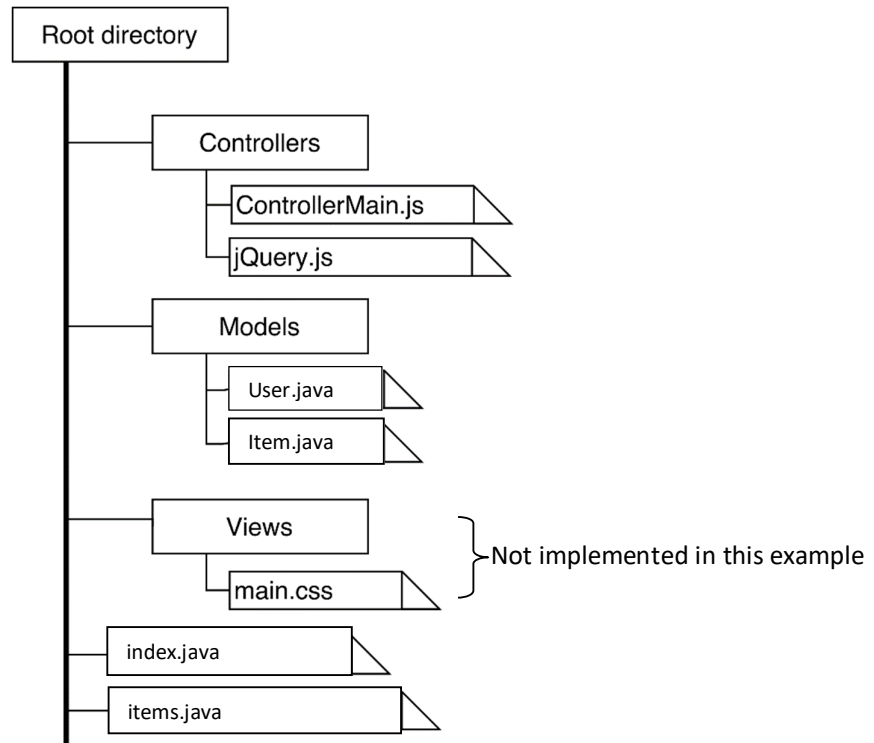 Root directory
Controllers
ControllerMain.js
jQuery.js
Models
User.java
Item.java
Views
Not implemented in this example
main.css
index.java
items.java